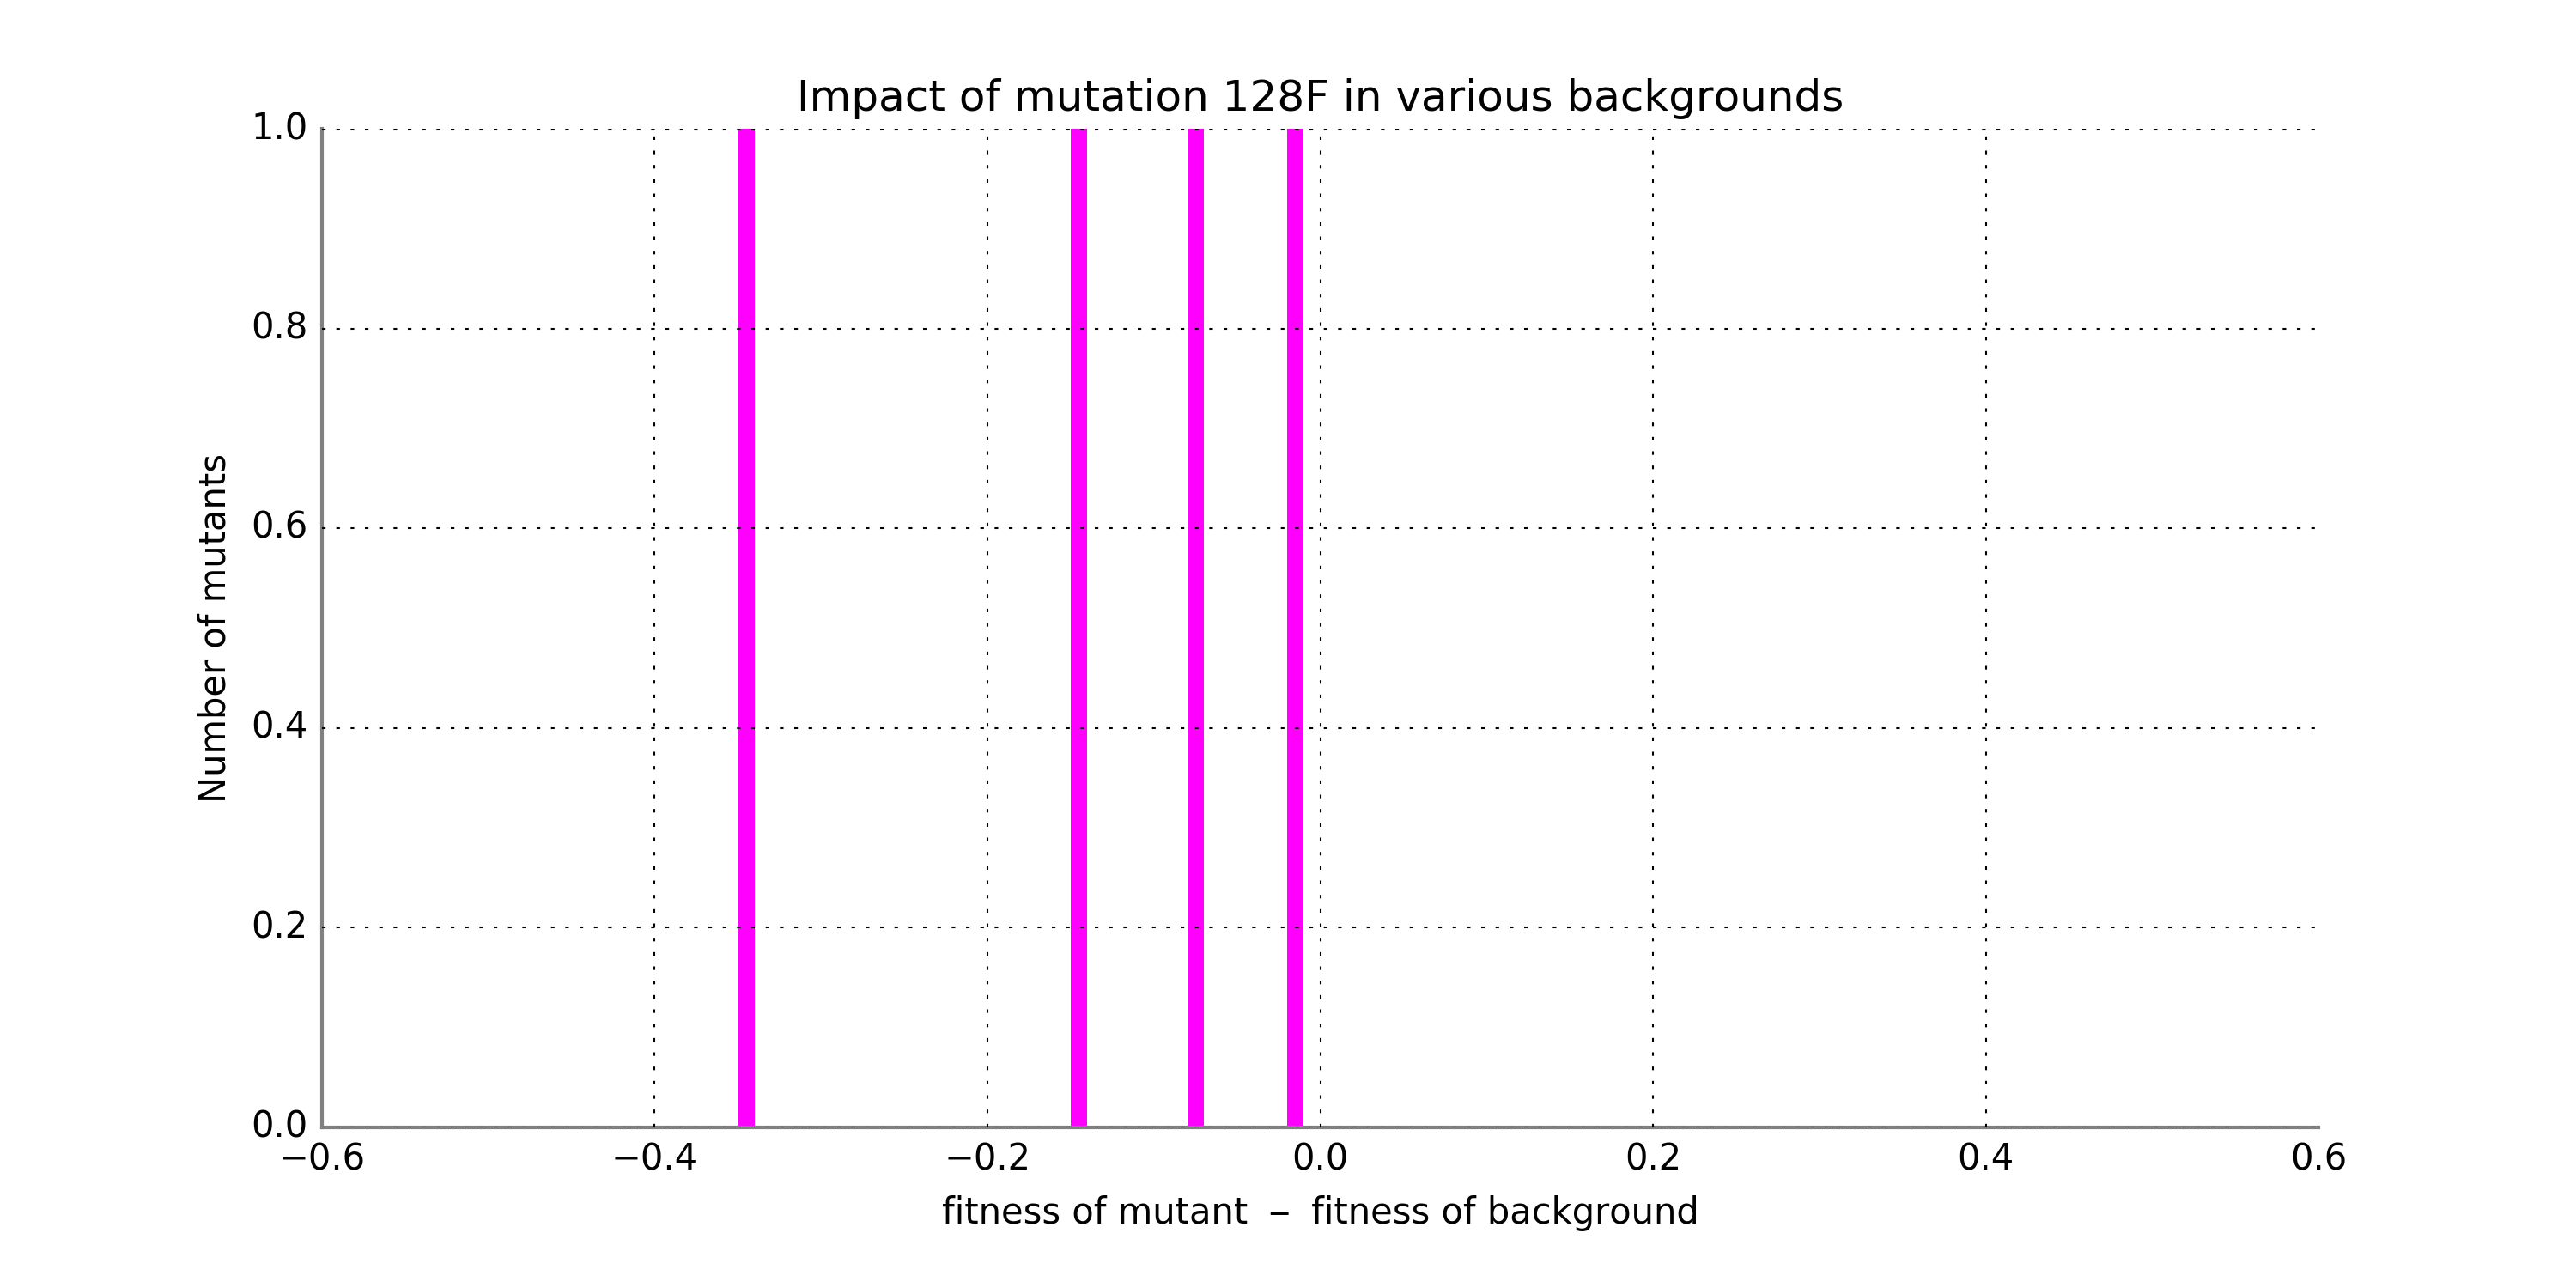 Impact of mutation 128F in various backgrounds
1.0
0.8
0.6
0.4
0.2
0.0
Number of mutants
−0.6 −0.4 −0.2 0.0 0.2 0.4 0.6
fitness of mutant − fitness of background